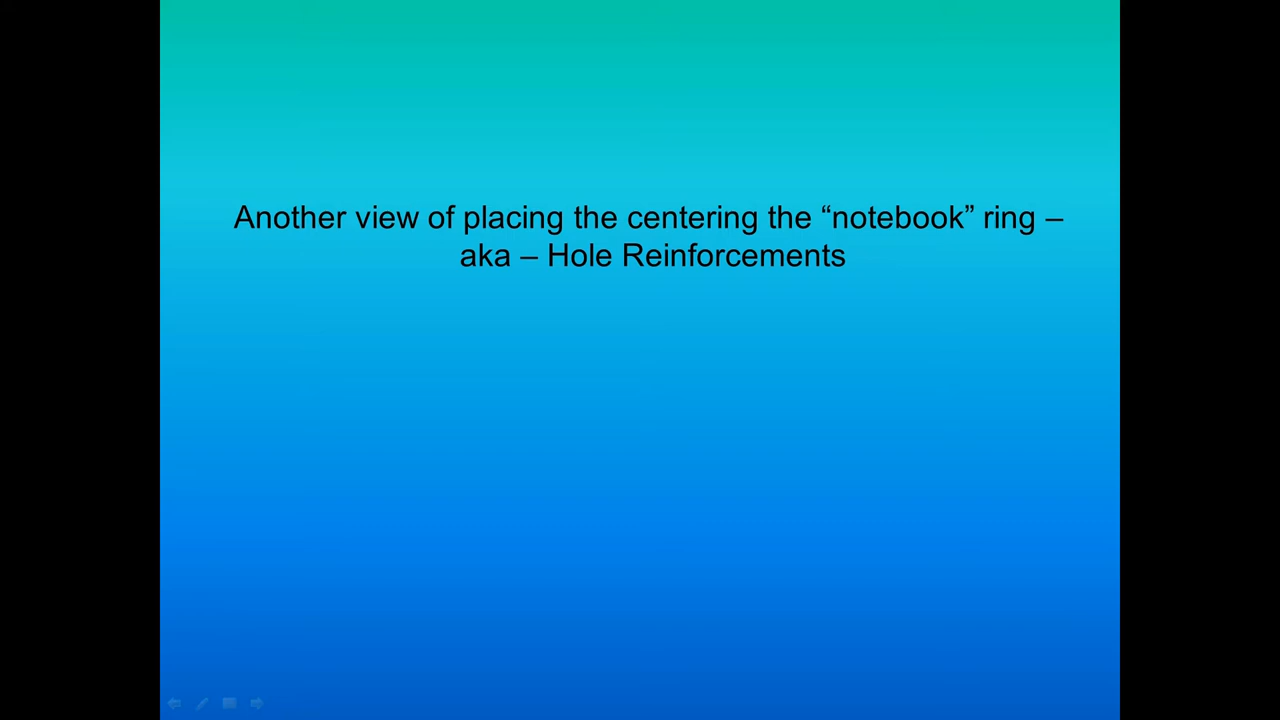 Another view of placing the centering the “notebook” ring –
aka – Hole Reinforcements